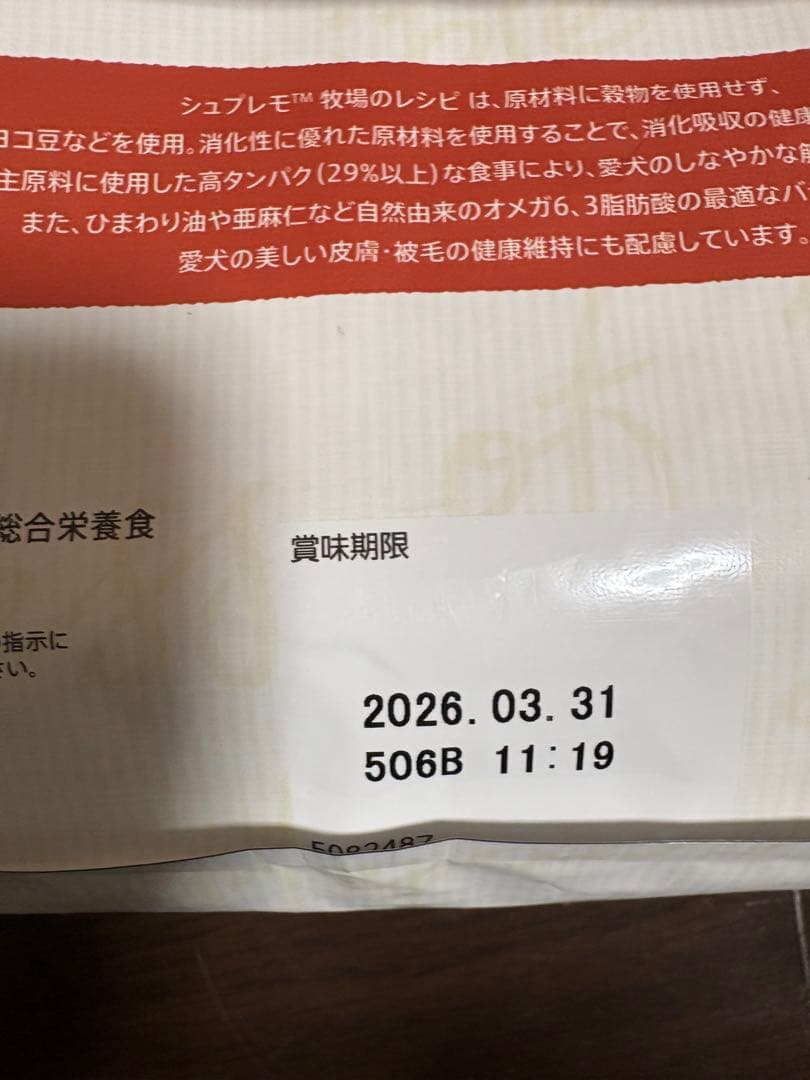 シュプレモ™ 牧場のレシピ は、原材料に穀物を使用せず、
ヨコ豆などを使用。消化性に優れた原材料を使用することで、消化吸収の健康
主原料に使用した高タンパク(29%以上)な食事により、愛犬のしなやかな
また、ひまわり油や亜麻仁など自然由来のオメガ6、3脂肪酸の最適なバ
愛犬の美しい皮膚・被毛の健康維持にも配慮しています。
総合栄養食
賞味期限
指示に
さい。
2026.03.31
506B 11:19